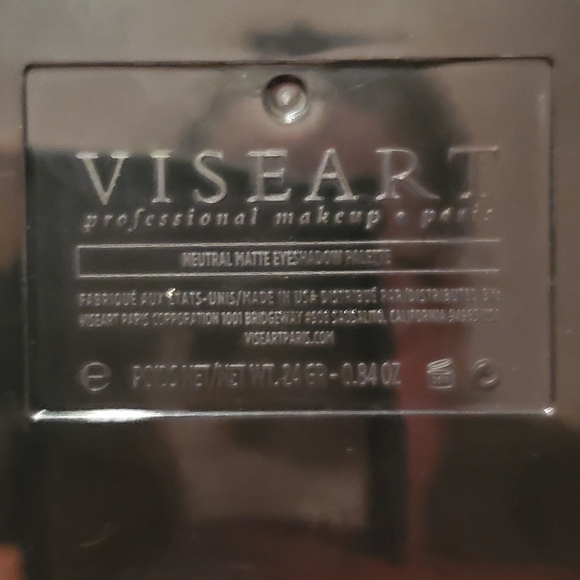 VISEART
professional makeup • paris
NEUTRAL MATTE EYESHADOW PALETTE
FABRIQUÉ AUX ÉTATS-UNIS/MADE IN USA DISTRIBUÉ PAR/DISTRIBUTED BY:
VISEART PARIS CORPORATION 1001 BRIDGEWAY SAUSALITO, CALIFORNIA
VISEARTPARIS.COM
POIDS NET/NET WT. 24 GR - 0.84 OZ